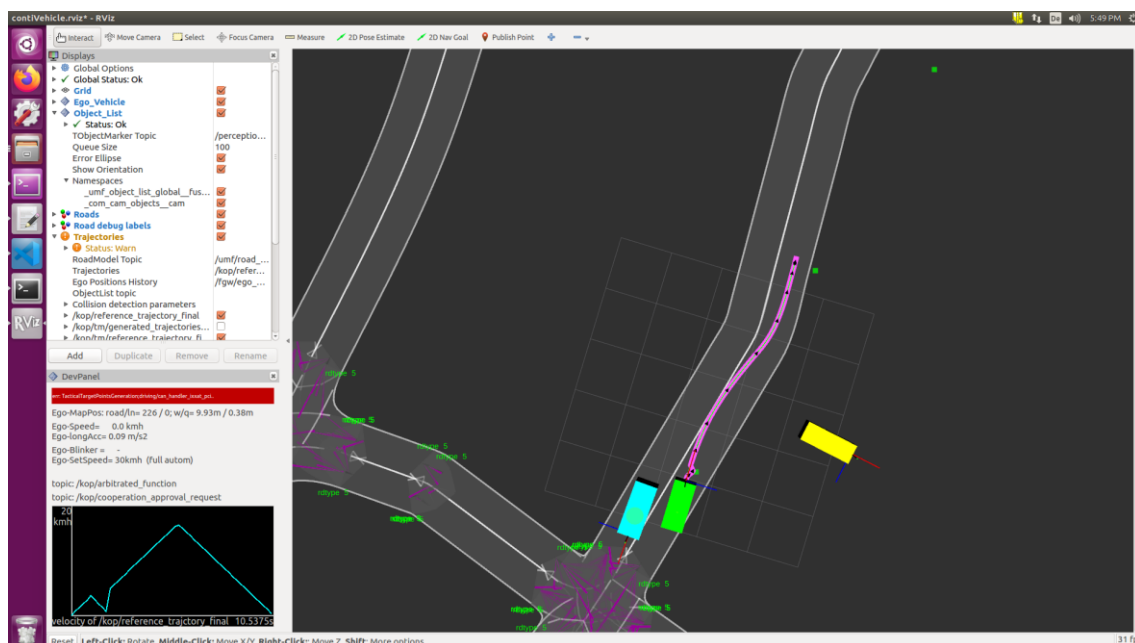 contiVehicle.rviz* - RViz
De
5:49 PM
Interact
Move Camera
Select
Focus Camera
Measure
2D Pose Estimate
2D Nav Goal
Publish Point
Displays
Global Options
Global Status: Ok
Grid
Ego_Vehicle
Object_List
Status: Ok
TObjectMarker Topic /perceptio...
Queue Size 100
Error Ellipse
Show Orientation
Namespaces
_umf_object_list_global__fus...
_com_cam_objects__cam
Roads
Road debug labels
Trajectories
Status: Warn
RoadModel Topic /umf/road_...
Trajectories /kop/refer...
Ego Positions History /fgw/ego_...
ObjectList topic
Collision detection parameters
/kop/reference_trajectory_final
/kop/tm/generated_trajectories...
/kop/tm/reference_trajectory_fi...
Add Duplicate Remove Rename
RViz
DevPanel
Ego-MapPos: road/ln= 226 / 0; w/q= 9.93m / 0.38m
Ego-Speed= 0.0 kmh
Ego-longAcc= 0.09 m/s2
Ego-Blinker = -
Ego-SetSpeed= 30kmh (full autom)
topic: /kop/arbitrated_function
topic: /kop/cooperation_approval_request
20
kmh
velocity of /kop/reference_trajctory_final 10.5375s
rdtype 5
rdtype 5
rdtype 5
rdtype 5
rdtype 5
rdtype 5
rdtype 5
Reset Left-Click: Rotate. Middle-Click: Move X/Y. Right-Click:: Move Z. Shift: More options.